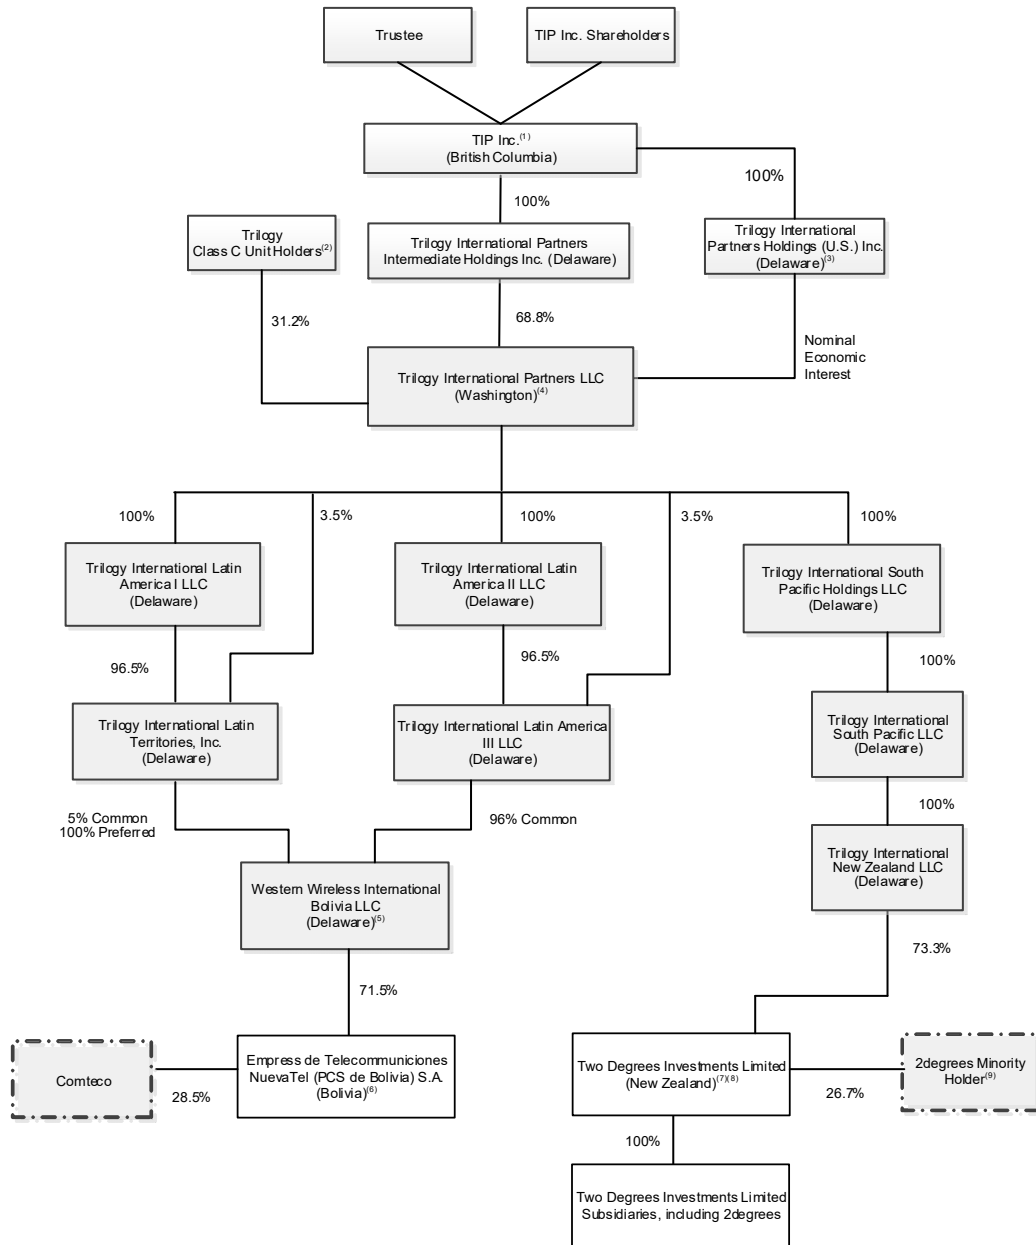 Trustee
TIP Inc. Shareholders
TIP Inc.(1)
(British Columbia)
100%
100%
Trilogy
Class C Unit Holders(2)
Trilogy International Partners
Intermediate Holdings Inc. (Delaware)
Trilogy International
Partners Holdings (U.S.) Inc.
(Delaware)(3)
31.2%
68.8%
Nominal
Economic
Interest
Trilogy International Partners LLC
(Washington)(4)
100%
3.5%
100%
3.5%
100%
Trilogy International Latin
America I LLC
(Delaware)
Trilogy International Latin
America II LLC
(Delaware)
Trilogy International South
Pacific Holdings LLC
(Delaware)
96.5%
96.5%
100%
Trilogy International Latin
Territories, Inc.
(Delaware)
Trilogy International Latin America
III LLC
(Delaware)
Trilogy International
South Pacific LLC
(Delaware)
5% Common
100% Preferred
96% Common
100%
Western Wireless International
Bolivia LLC
(Delaware)(5)
Trilogy International
New Zealand LLC
(Delaware)
71.5%
73.3%
Comteco
28.5%
Empress de Telecommuniciones
NuevaTel (PCS de Bolivia) S.A.
(Bolivia)(6)
Two Degrees Investments Limited
(New Zealand)(7)(8)
26.7%
2degrees Minority
Holder(9)
100%
Two Degrees Investments Limited
Subsidiaries, including 2degrees